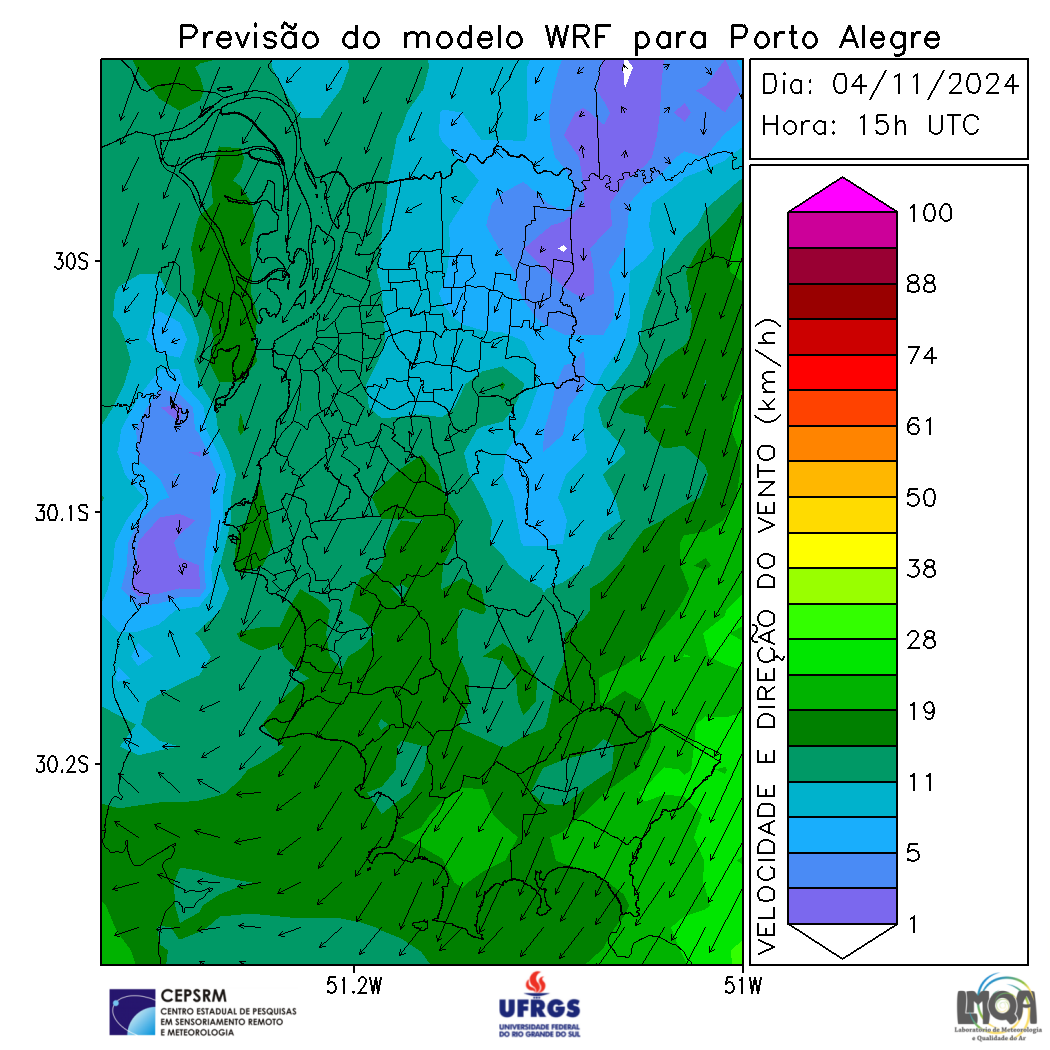 Previsão do modelo WRF para Porto Alegre
Dia: 04/11/2024
Hora: 15h UTC
30S
30.1S
30.2S
51.2W
51W
VELOCIDADE E DIREÇÃO DO VENTO (km/h)
100
88
74
61
50
38
28
19
11
5
1
CEPSRM
CENTRO ESTADUAL DE PESQUISAS
EM SENSORIAMENTO REMOTO
E METEOROLOGIA
UFRGS
UNIVERSIDADE FEDERAL
DO RIO GRANDE DO SUL
LMQA
Laboratório de Meteorologia
e Qualidade do Ar